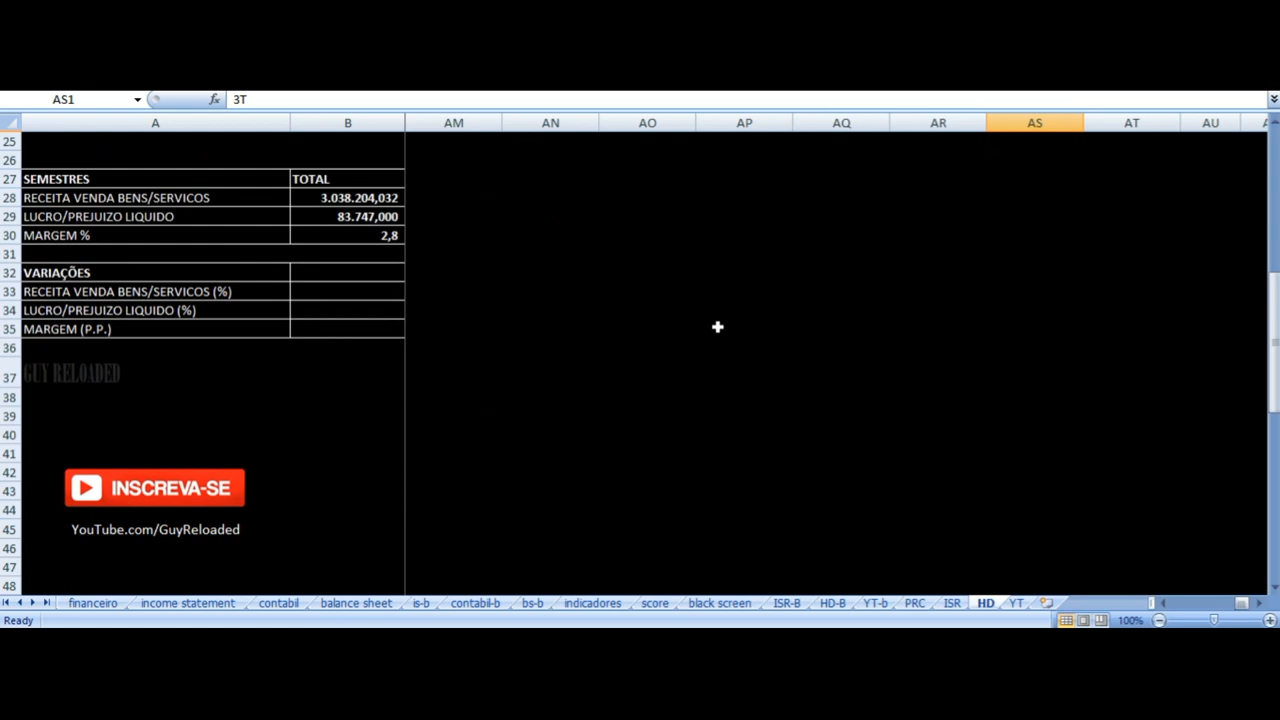 AS1 fx 3T
A B AM AN AO AP AQ AR AS AT AU
25
26
27 SEMESTRES TOTAL
28 RECEITA VENDA BENS/SERVICOS 3.038.204,032
29 LUCRO/PREJUIZO LIQUIDO 83.747,000
30 MARGEM % 2,8
31
32 VARIAÇÕES
33 RECEITA VENDA BENS/SERVICOS (%)
34 LUCRO/PREJUIZO LIQUIDO (%)
35 MARGEM (P.P.)
36
37 GUY RELOADED
38
39
40
41
42
43 INSCREVA-SE
44
45 YouTube.com/GuyReloaded
46
47
48
financeiro income statement contabil balance sheet is-b contabil-b bs-b indicadores score black screen ISR-B HD-B YT-b PRC ISR HD YT
Ready 100%